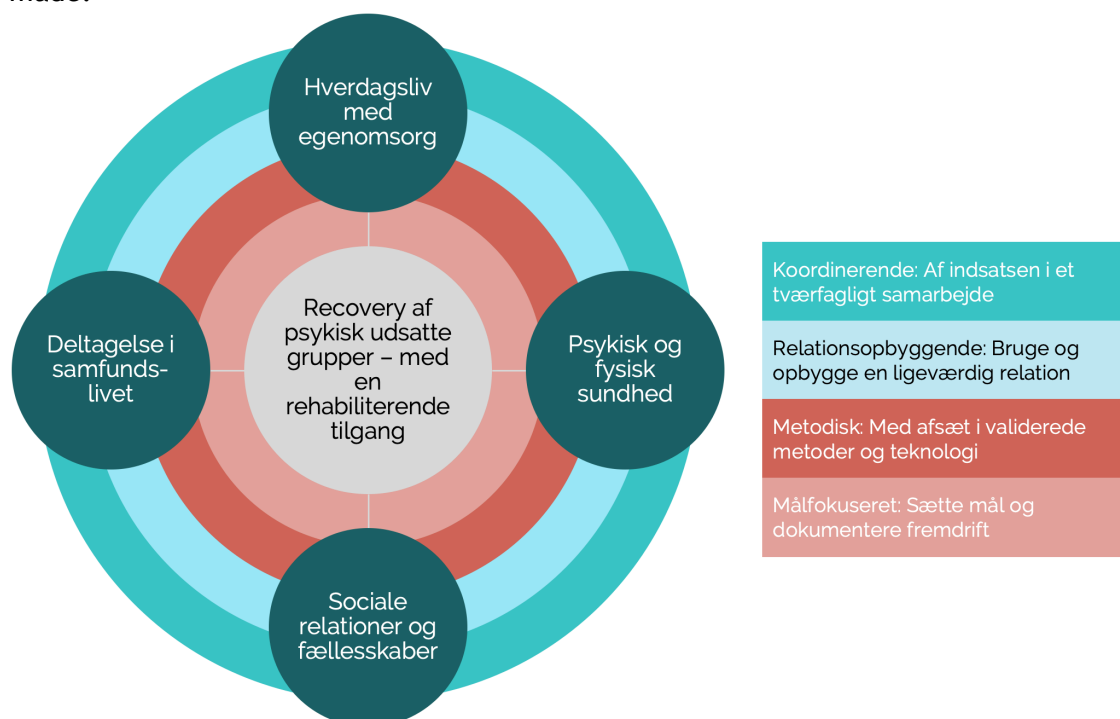 Hverdagsliv
med
egenomsorg
Deltagelse i
samfunds-
livet
Recovery af
psykisk udsatte
grupper – med
en
rehabiliterende
tilgang
Psykisk og
fysisk
sundhed
Sociale
relationer og
fællesskaber
Koordinerende: Af indsatsen i et
tværfagligt samarbejde
Relationsopbyggende: Bruge og
opbygge en ligeværdig relation
Metodisk: Med afsæt i validerede
metoder og teknologi
Målfokuseret: Sætte mål og
dokumentere fremdrift